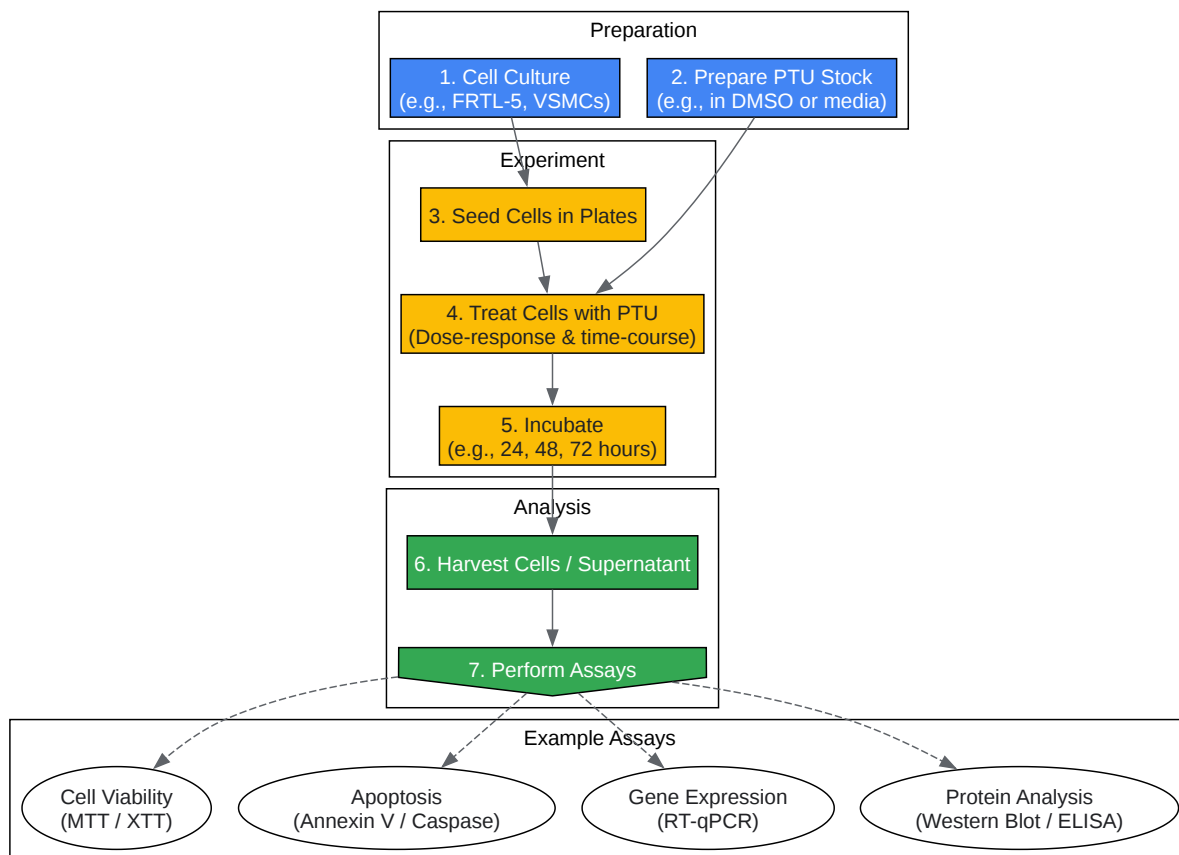 Preparation
1. Cell Culture
(e.g., FRTL-5, VSMCs)
2. Prepare PTU Stock
(e.g., in DMSO or media)
Experiment
3. Seed Cells in Plates
4. Treat Cells with PTU
(Dose-response & time-course)
5. Incubate
(e.g., 24, 48, 72 hours)
Analysis
6. Harvest Cells / Supernatant
7. Perform Assays
Example Assays
Cell Viability
(MTT / XTT)
Apoptosis
(Annexin V / Caspase)
Gene Expression
(RT-qPCR)
Protein Analysis
(Western Blot / ELISA)